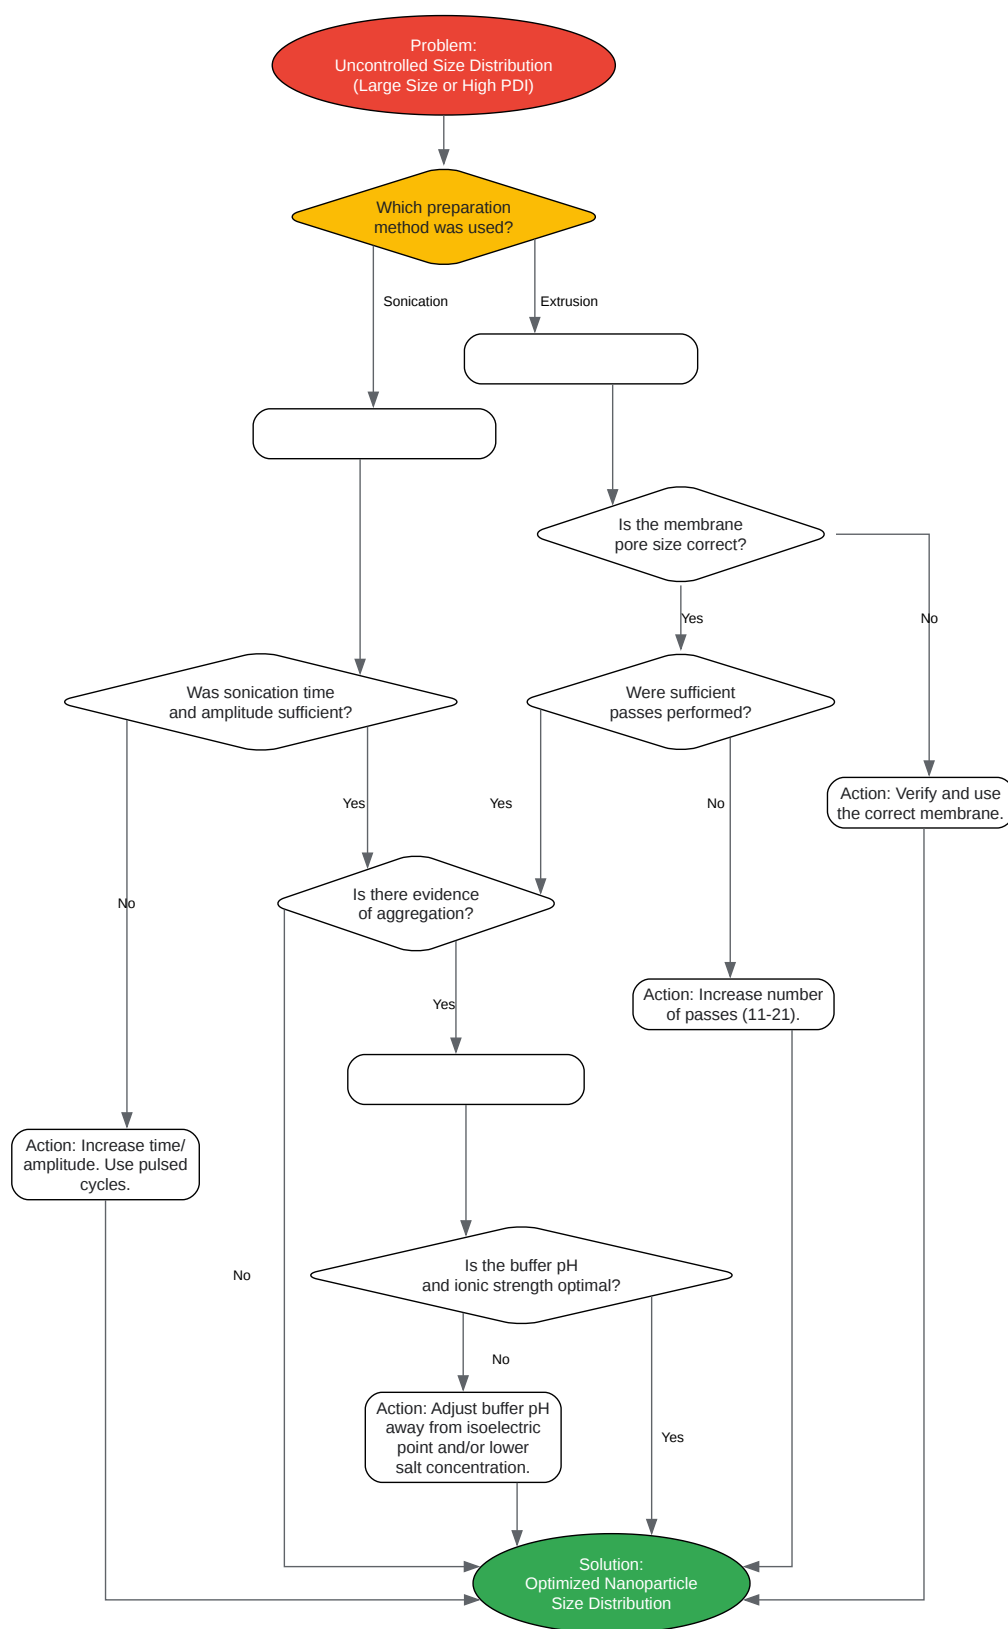 Problem:
Uncontrolled Size Distribution
(Large Size or High PDI)
Which preparation
method was used?
Sonication
Extrusion
Is the membrane
pore size correct?
Yes
No
Was sonication time
and amplitude sufficient?
Were sufficient
passes performed?
Action: Verify and use
the correct membrane.
Yes
Yes
No
No
Is there evidence
of aggregation?
Yes
Action: Increase number
of passes (11-21).
Action: Increase time/
amplitude. Use pulsed
cycles.
No
Is the buffer pH
and ionic strength optimal?
No
Action: Adjust buffer pH
away from isoelectric
point and/or lower
salt concentration.
Yes
Solution:
Optimized Nanoparticle
Size Distribution